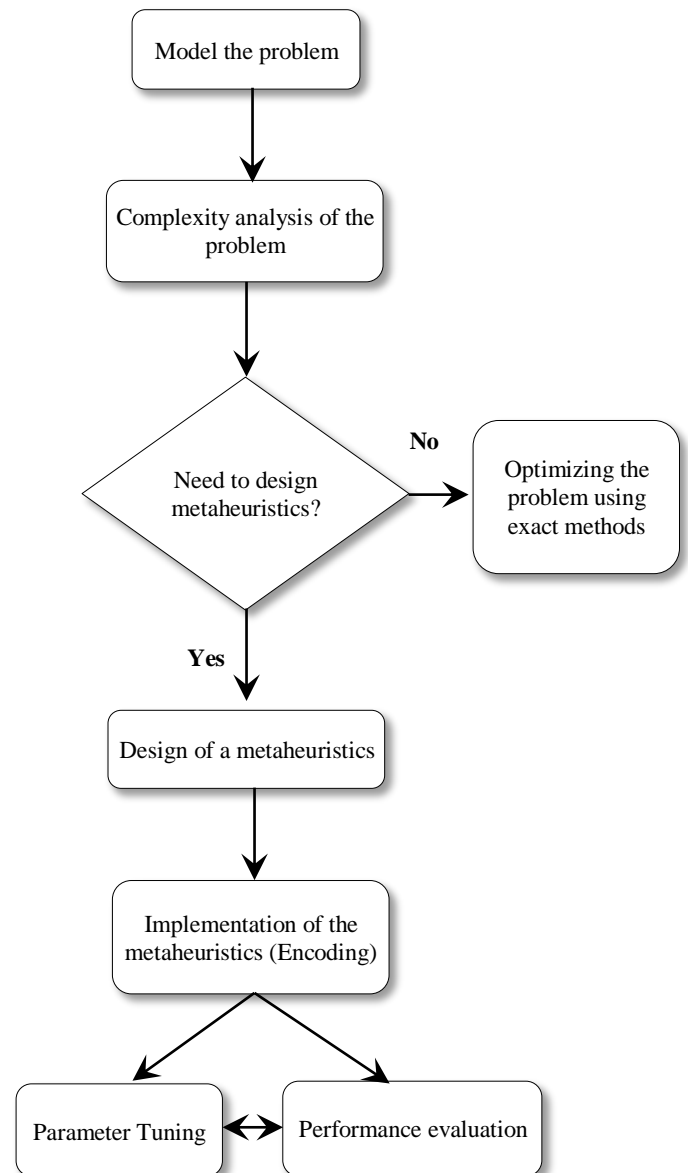 Model the problem
Complexity analysis of the
problem
Need to design
metaheuristics?
No
Optimizing the
problem using
exact methods
Yes
Design of a metaheuristics
Implementation of the
metaheuristics (Encoding)
Parameter Tuning
Performance evaluation